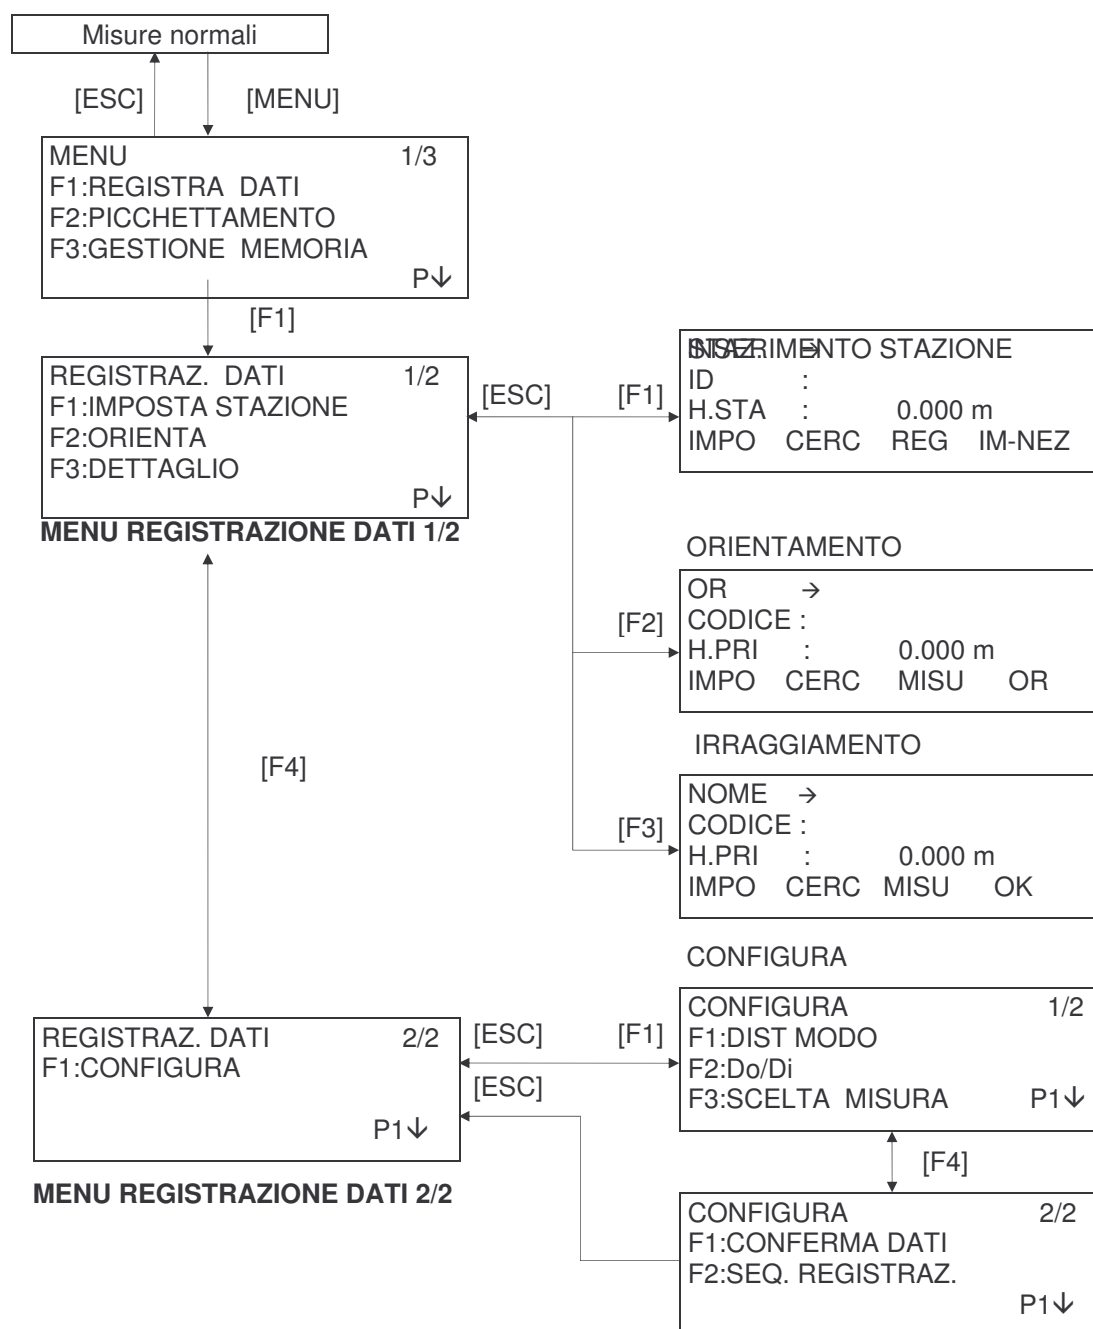 Misure normali
[ESC]
[MENU]
MENU 1/3
F1:REGISTRA DATI
F2:PICCHETTAMENTO
F3:GESTIONE MEMORIA
P↓
[F1]
REGISTRAZ. DATI 1/2
F1:IMPOSTA STAZIONE
F2:ORIENTA
F3:DETTAGLIO
P↓
MENU REGISTRAZIONE DATI 1/2
[ESC]
[F1]
INSERIMENTO STAZIONE
STAZ. →
ID :
H.STA : 0.000 m
IMPO CERC REG IM-NEZ
ORIENTAMENTO
[F2]
OR →
CODICE :
H.PRI : 0.000 m
IMPO CERC MISU OR
IRRAGGIAMENTO
[F3]
NOME →
CODICE :
H.PRI : 0.000 m
IMPO CERC MISU OK
[F4]
CONFIGURA
REGISTRAZ. DATI 2/2
F1:CONFIGURA
P1↓
MENU REGISTRAZIONE DATI 2/2
[ESC]
[F1]
[ESC]
CONFIGURA 1/2
F1:DIST MODO
F2:Do/Di
F3:SCELTA MISURA P1↓
[F4]
CONFIGURA 2/2
F1:CONFERMA DATI
F2:SEQ. REGISTRAZ.
P1↓